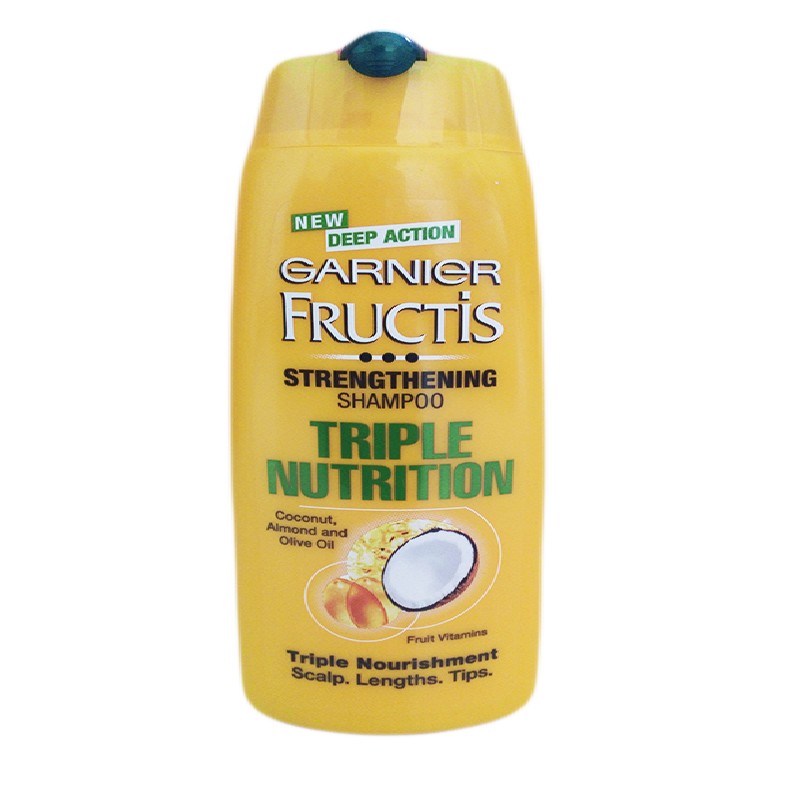 NEW
DEEP ACTION
GARNIER
FRUCTiS
STRENGTHENING
SHAMPOO
TRIPLE
NUTRITION
Coconut,
Almond and
Olive Oil
Fruit Vitamins
Triple Nourishment
Scalp. Lengths. Tips.